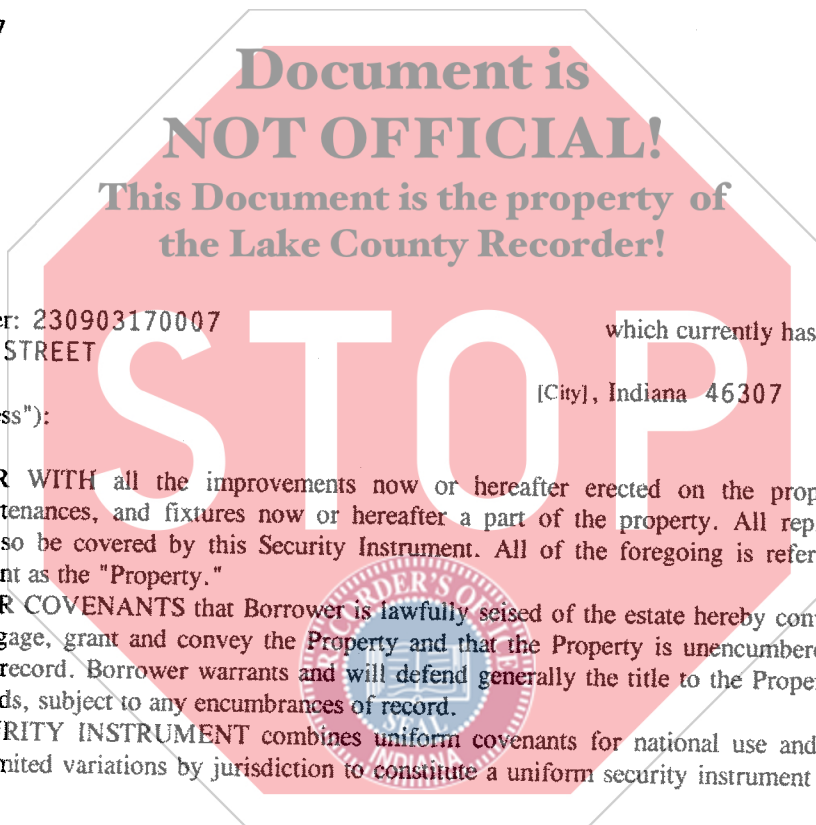 7
Document is
NOT OFFICIAL!
This Document is the property of
the Lake County Recorder!
er: 230903170007 which currently has
STREET
[City], Indiana 46307
ss"):
STOP
R WITH all the improvements now or hereafter erected on the prop
tenances, and fixtures now or hereafter a part of the property. All rep
so be covered by this Security Instrument. All of the foregoing is refer
nt as the "Property."
R COVENANTS that Borrower is lawfully seised of the estate hereby con
gage, grant and convey the Property and that the Property is unencumbere
record. Borrower warrants and will defend generally the title to the Proper
ds, subject to any encumbrances of record.
RITY INSTRUMENT combines uniform covenants for national use and
mited variations by jurisdiction to constitute a uniform security instrument
RECORDER'S OFFICE
SEAL
INDIANA